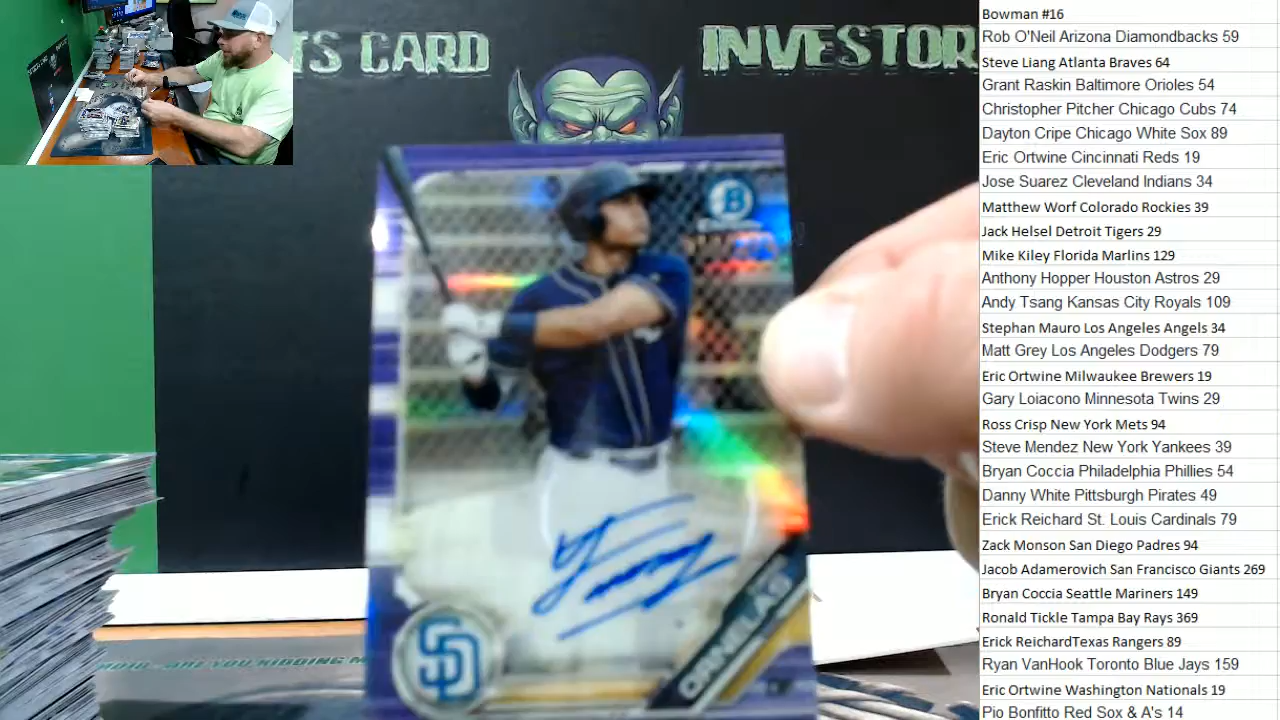 TS CARD
INVESTOR
B
ORNELAS
SD
Bowman #16
Rob O'Neil Arizona Diamondbacks 59
Steve Liang Atlanta Braves 64
Grant Raskin Baltimore Orioles 54
Christopher Pitcher Chicago Cubs 74
Dayton Cripe Chicago White Sox 89
Eric Ortwine Cincinnati Reds 19
Jose Suarez Cleveland Indians 34
Matthew Worf Colorado Rockies 39
Jack Helsel Detroit Tigers 29
Mike Kiley Florida Marlins 129
Anthony Hopper Houston Astros 29
Andy Tsang Kansas City Royals 109
Stephan Mauro Los Angeles Angels 34
Matt Grey Los Angeles Dodgers 79
Eric Ortwine Milwaukee Brewers 19
Gary Loiacono Minnesota Twins 29
Ross Crisp New York Mets 94
Steve Mendez New York Yankees 39
Bryan Coccia Philadelphia Phillies 54
Danny White Pittsburgh Pirates 49
Erick Reichard St. Louis Cardinals 79
Zack Monson San Diego Padres 94
Jacob Adamerovich San Francisco Giants 269
Bryan Coccia Seattle Mariners 149
Ronald Tickle Tampa Bay Rays 369
Erick ReichardTexas Rangers 89
Ryan VanHook Toronto Blue Jays 159
Eric Ortwine Washington Nationals 19
Pio Bonfitto Red Sox & A's 14